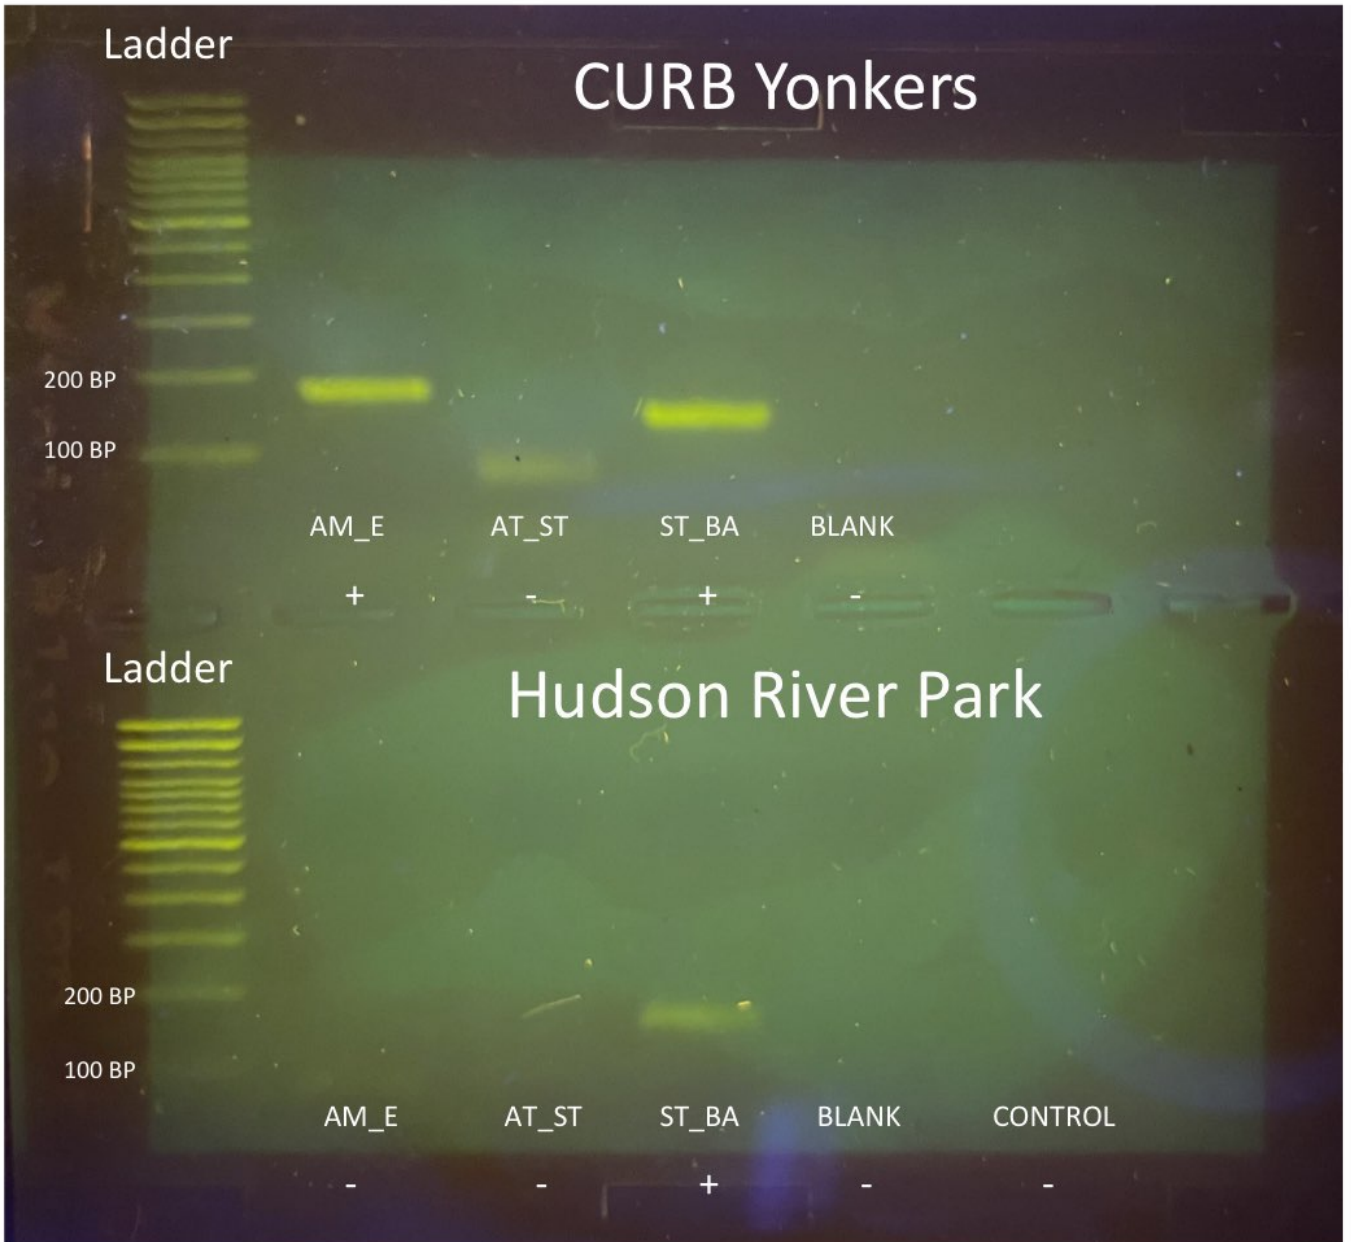 Ladder
CURB Yonkers
200 BP
100 BP
AM_E AT_ST ST_BA BLANK
+ - + -
Ladder
Hudson River Park
200 BP
100 BP
AM_E AT_ST ST_BA BLANK CONTROL
- - + - -